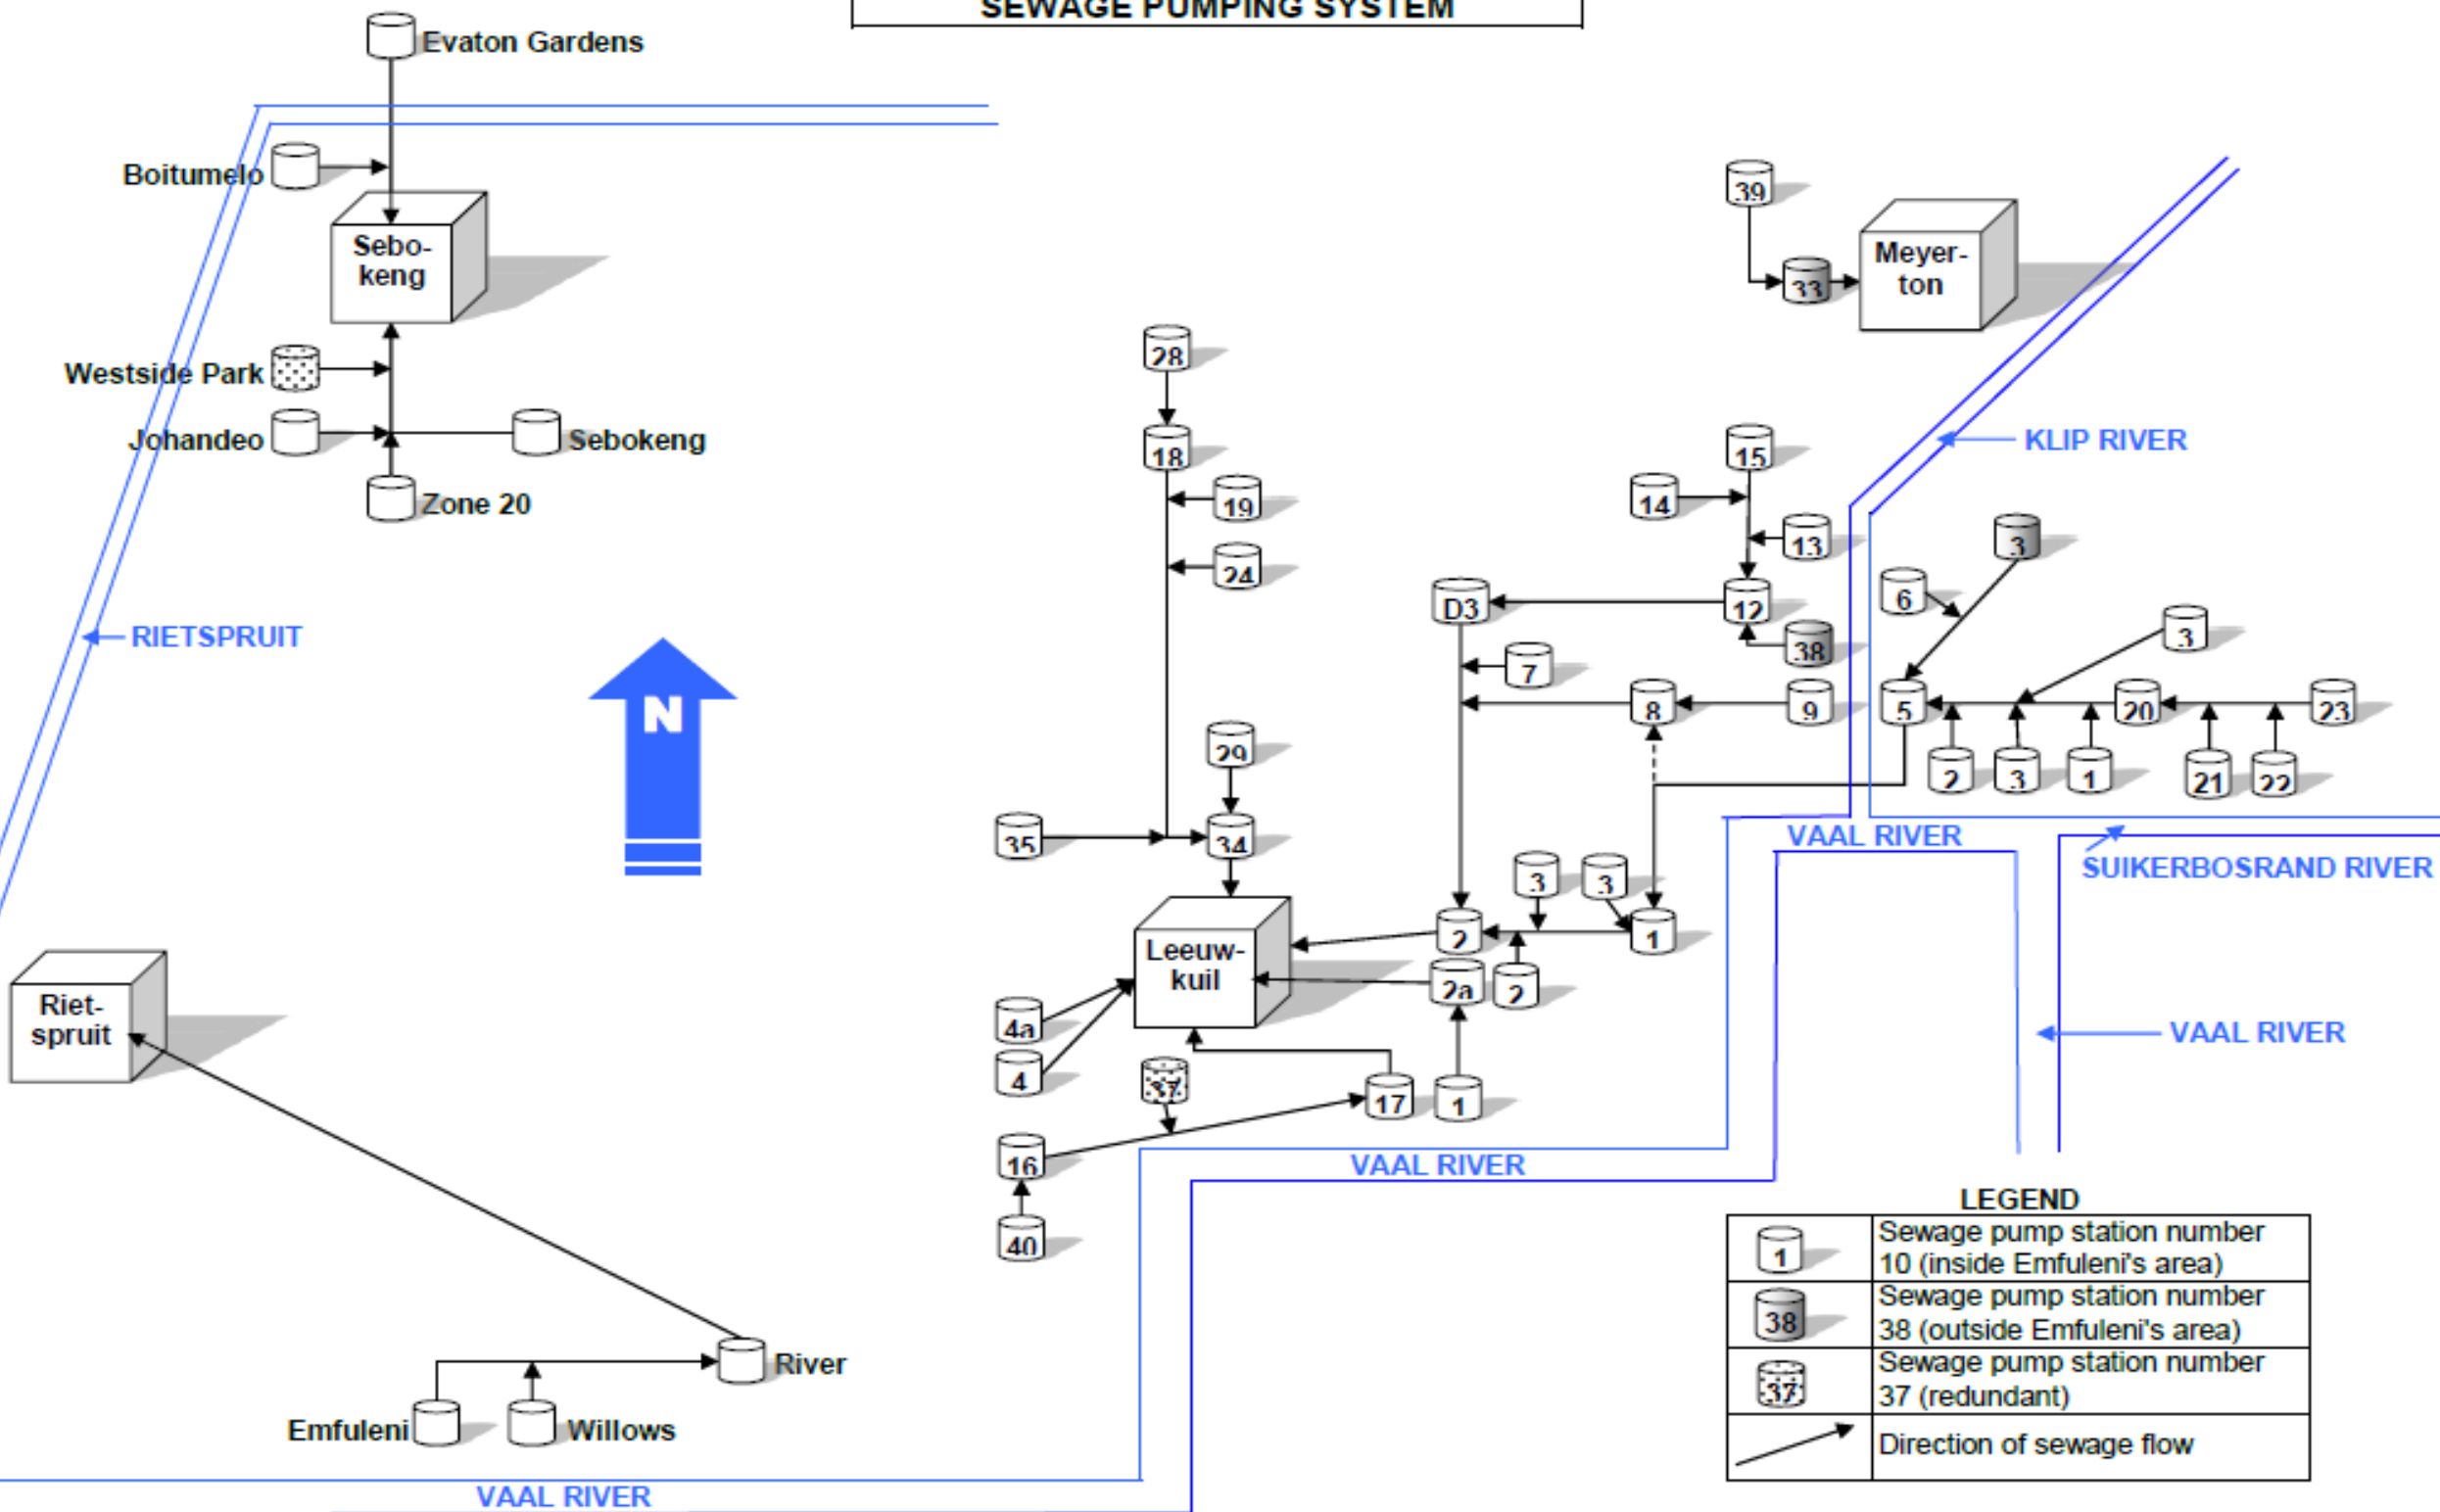 SEWAGE PUMPING SYSTEM
Evaton Gardens
Boitumelo
Sebo-
keng
Westside Park
Johandeo
Sebokeng
Zone 20
RIETSPRUIT
N
39
33
Meyer-
ton
28
18
19
24
15
14
13
KLIP RIVER
3
6
D3
12
3
38
7
8
9
5
20
23
2
3
1
21
22
29
35
34
VAAL RIVER
SUIKERBOSRAND RIVER
3
3
2
1
Leeuw-
kuil
2a
2
4a
4
37
17
1
16
40
VAAL RIVER
VAAL RIVER
Riet-
spruit
River
Emfuleni
Willows
VAAL RIVER
LEGEND
1
Sewage pump station number
10 (inside Emfuleni's area)
38
Sewage pump station number
38 (outside Emfuleni's area)
37
Sewage pump station number
37 (redundant)
Direction of sewage flow